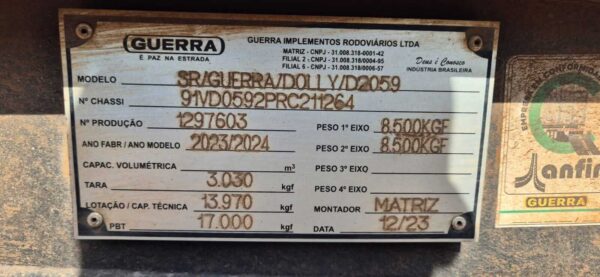 GUERRA
É PAZ NA ESTRADA
GUERRA IMPLEMENTOS RODOVIÁRIOS LTDA
MATRIZ - CNPJ - 31.008.318-0001-42
FILIAL 2 - CNPJ - 31.008.318/0004-95
FILIAL 6 - CNPJ - 31.008.318/0006-57
Deus é Conosco
INDÚSTRIA BRASILEIRA
MODELO SR/GUERRA/DOLLY/D2059
Nº CHASSI 91VD0592PRC211264
Nº PRODUÇÃO 1297603 PESO 1º EIXO 8.500KGF
ANO FABR / ANO MODELO 2023/2024 PESO 2º EIXO 8.500KGF
CAPAC. VOLUMÉTRICA m³ PESO 3º EIXO
TARA 3.030 kgf PESO 4º EIXO
LOTAÇÃO / CAP. TÉCNICA 13.970 kgf MONTADOR MATRIZ
PBT 17.000 kgf DATA 12/23
anfir
GUERRA